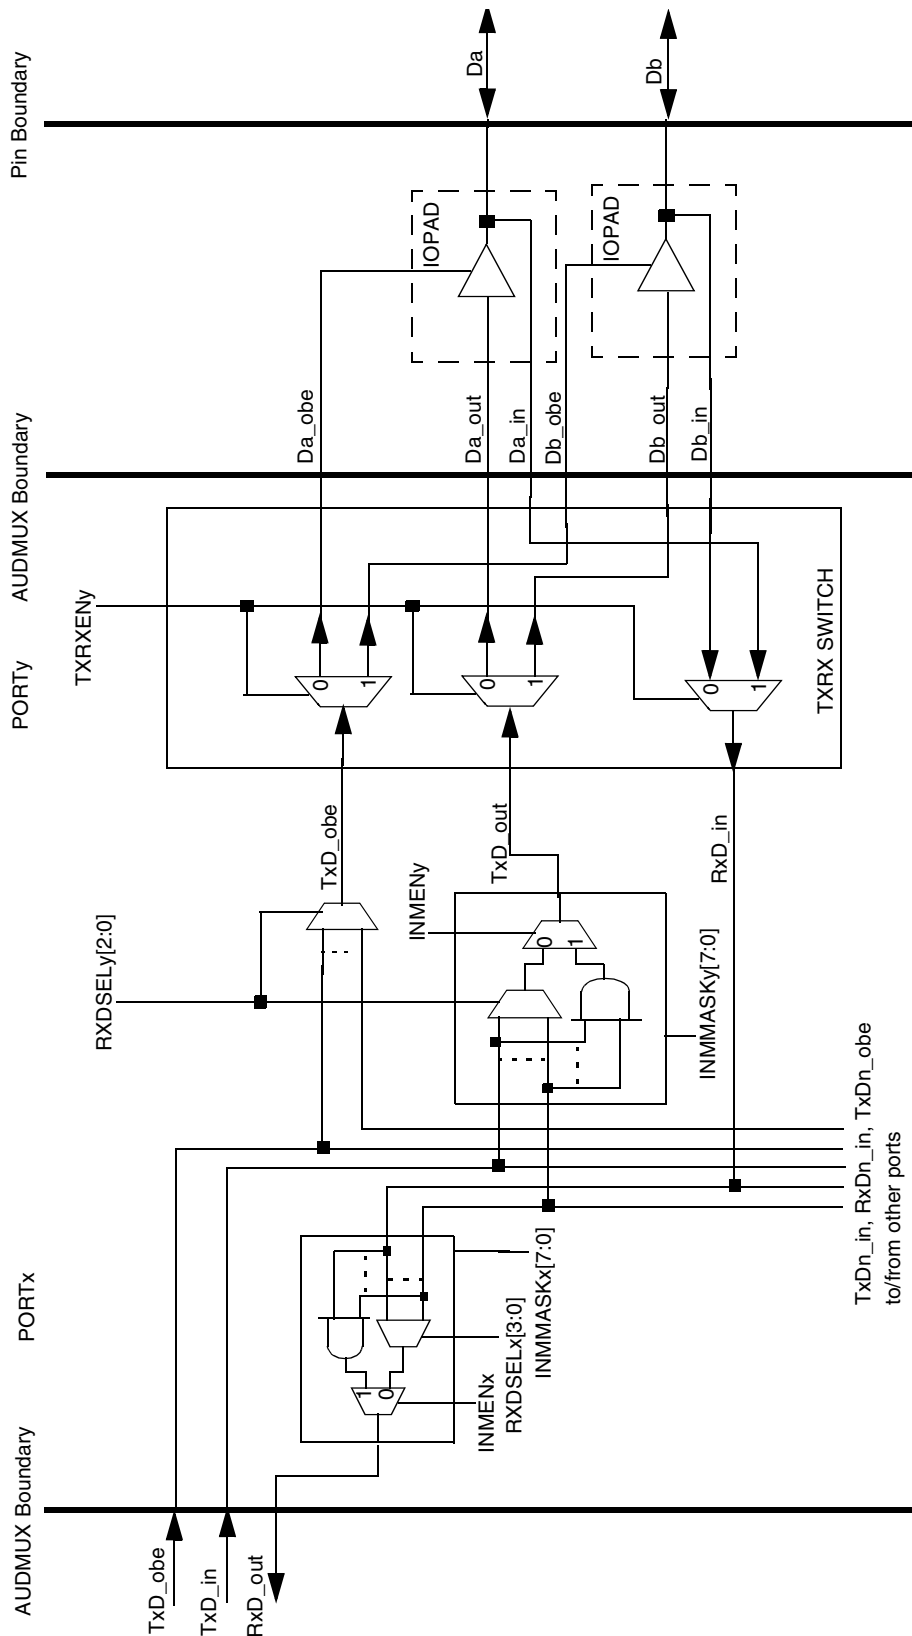 Pin Boundary
Da
Db
IOPAD
IOPAD
AUDMUX Boundary
Da_obe
Da_out
Da_in
Db_obe
Db_out
Db_in
PORTy
TXRXENy
0
1
0
1
0
1
TXRX SWITCH
TxD_obe
TxD_out
RxD_in
RXDSELy[2:0]
INMENy
0
1
INMMASKy[7:0]
TxDn_in, RxDn_in, TxDn_obe
to/from other ports
PORTx
1
0
INMENx
RXDSELx[3:0]
INMMASKx[7:0]
AUDMUX Boundary
TxD_obe
TxD_in
RxD_out